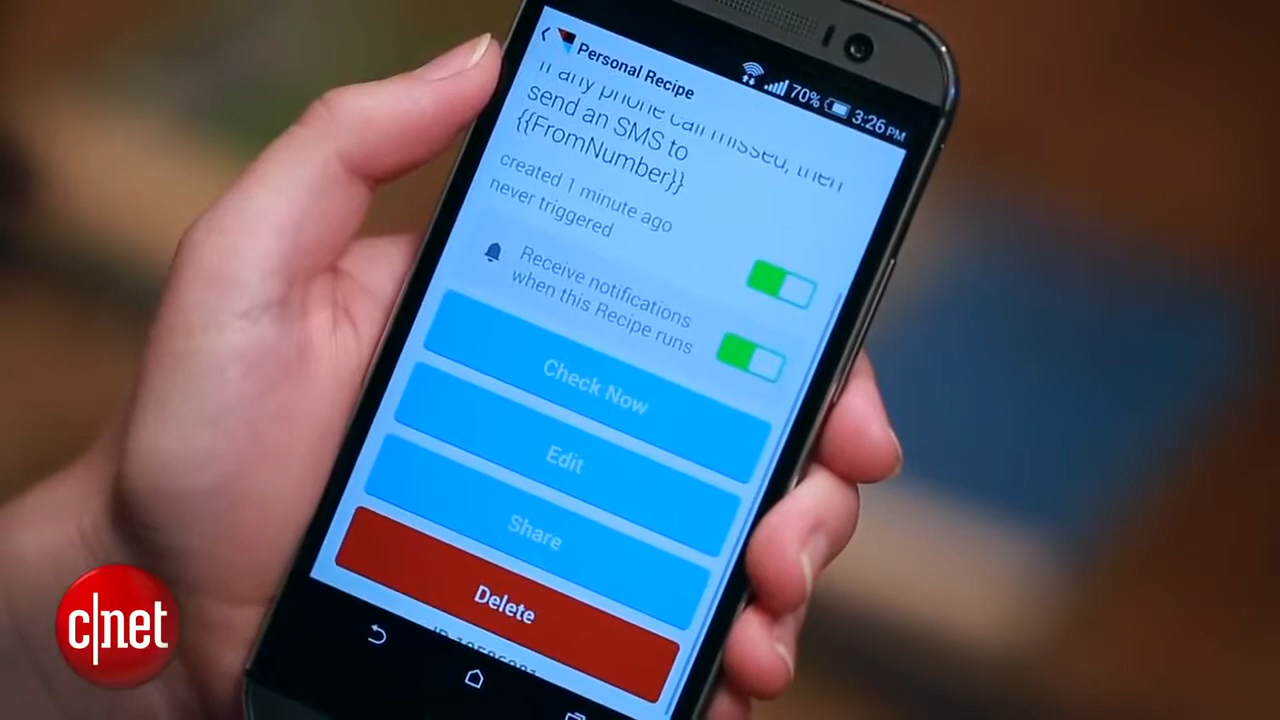 Personal Recipe
70% 3:26 PM
If any phone call missed, then
send an SMS to
{{FromNumber}}
created 1 minute ago
never triggered
Receive notifications
when this Recipe runs
Check Now
Edit
Share
Delete
c|net